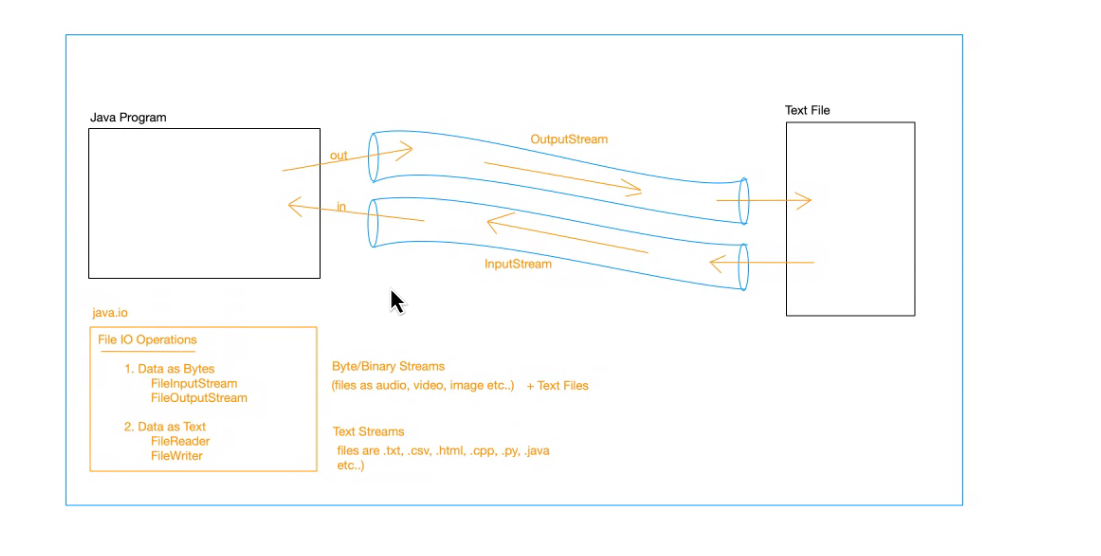 Java Program
Text File
OutputStream
out
in
InputStream
java.io
File IO Operations
1. Data as Bytes
FileInputStream
FileOutputStream
2. Data as Text
FileReader
FileWriter
Byte/Binary Streams
(files as audio, video, image etc..) + Text Files
Text Streams
files are .txt, .csv, .html, .cpp, .py, .java
etc..)